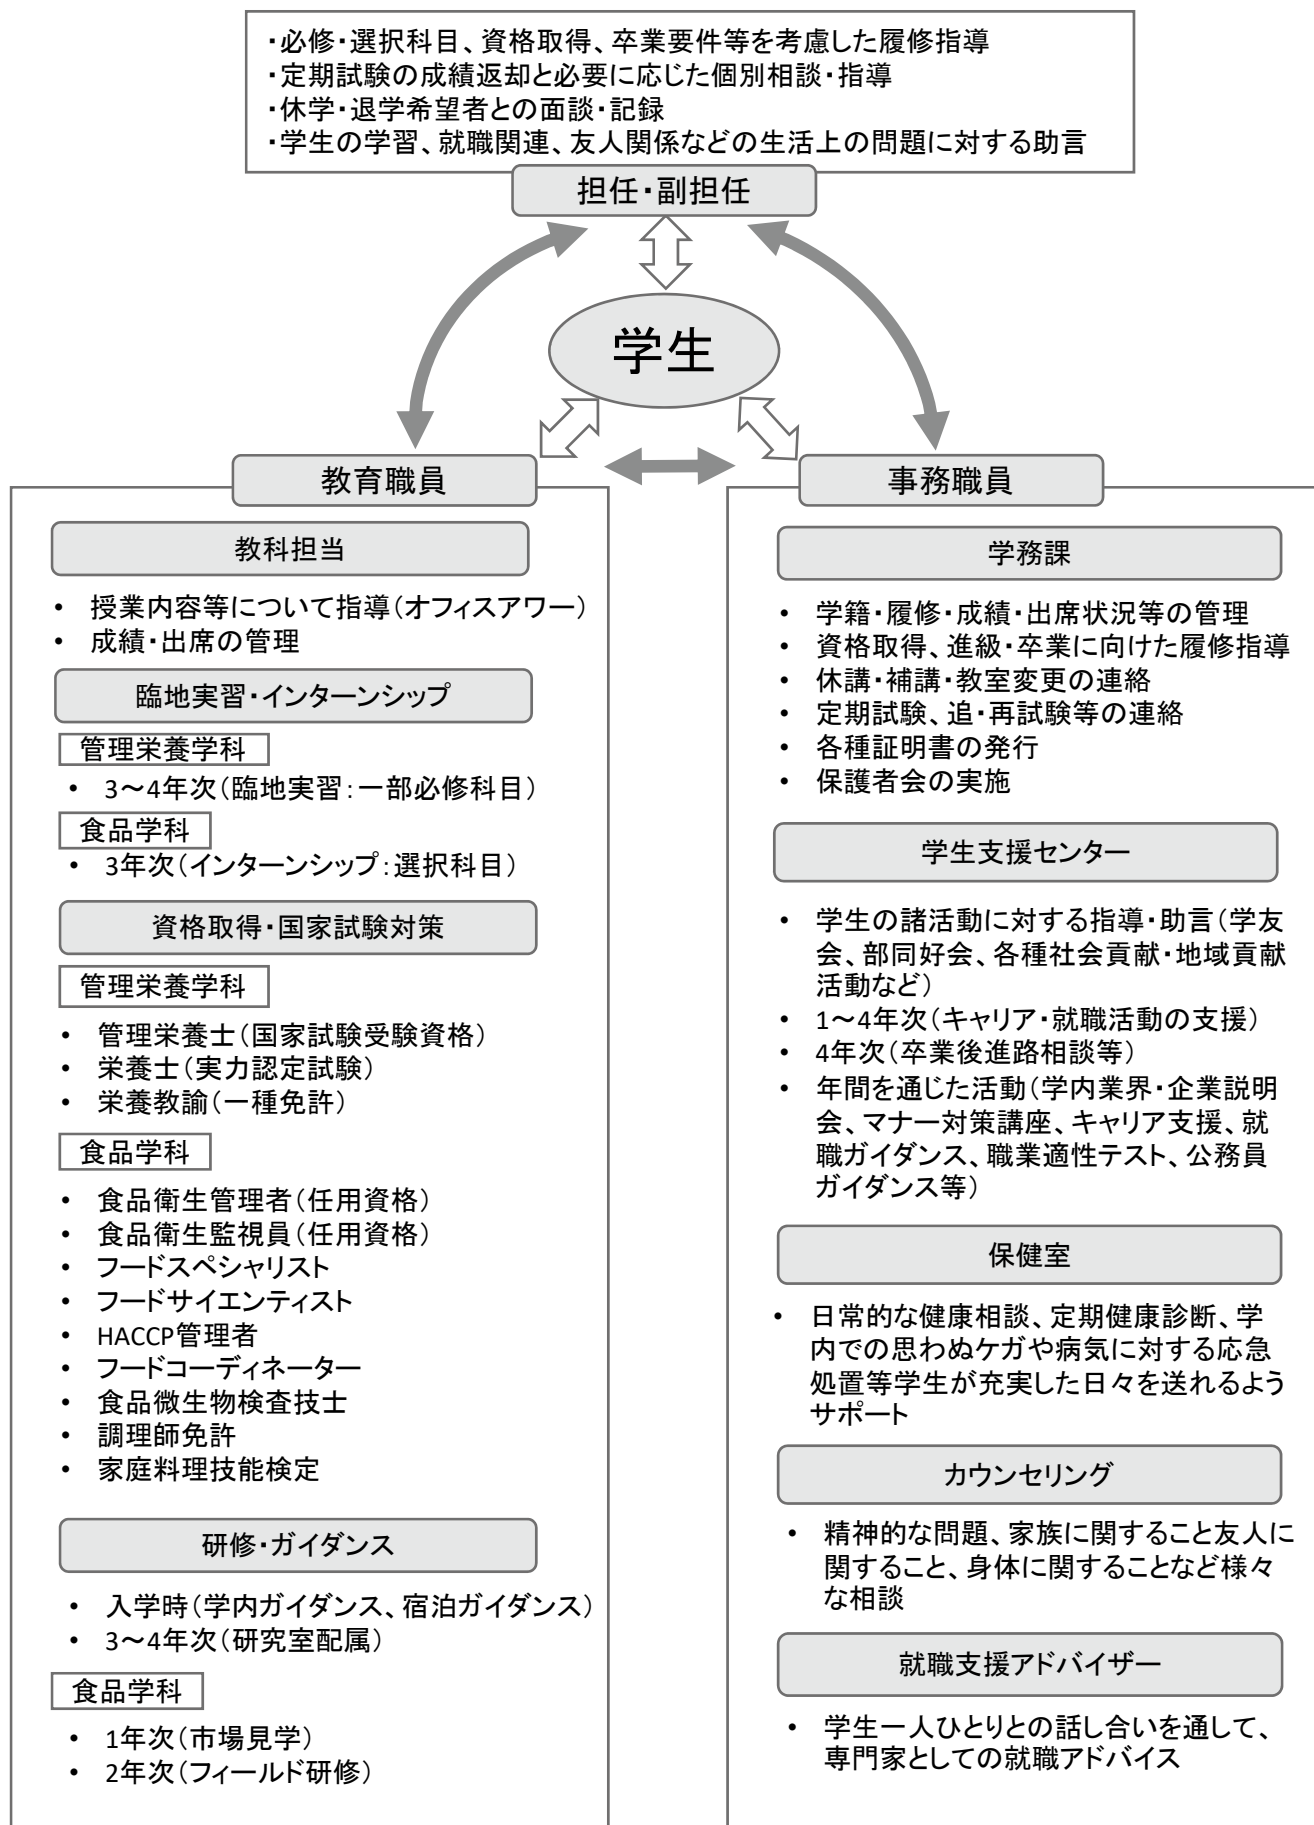 ・必修・選択科目、資格取得、卒業要件等を考慮した履修指導
・定期試験の成績返却と必要に応じた個別相談・指導
・休学・退学希望者との面談・記録
・学生の学習、就職関連、友人関係などの生活上の問題に対する助言
担任・副担任
学生
教育職員
教科担当
• 授業内容等について指導（オフィスアワー）
• 成績・出席の管理
臨地実習・インターンシップ
管理栄養学科
• 3～4年次（臨地実習：一部必修科目）
食品学科
• 3年次（インターンシップ：選択科目）
資格取得・国家試験対策
管理栄養学科
• 管理栄養士（国家試験受験資格）
• 栄養士（実力認定試験）
• 栄養教諭（一種免許）
食品学科
• 食品衛生管理者（任用資格）
• 食品衛生監視員（任用資格）
• フードスペシャリスト
• フードサイエンティスト
• HACCP管理者
• フードコーディネーター
• 食品微生物検査技士
• 調理師免許
• 家庭料理技能検定
研修・ガイダンス
• 入学時（学内ガイダンス、宿泊ガイダンス）
• 3～4年次（研究室配属）
食品学科
• 1年次（市場見学）
• 2年次（フィールド研修）
事務職員
学務課
• 学籍・履修・成績・出席状況等の管理
• 資格取得、進級・卒業に向けた履修指導
• 休講・補講・教室変更の連絡
• 定期試験、追・再試験等の連絡
• 各種証明書の発行
• 保護者会の実施
学生支援センター
• 学生の諸活動に対する指導・助言（学友
会、部同好会、各種社会貢献・地域貢献
活動など）
• 1～4年次（キャリア・就職活動の支援）
• 4年次（卒業後進路相談等）
• 年間を通じた活動（学内業界・企業説明
会、マナー対策講座、キャリア支援、就
職ガイダンス、職業適性テスト、公務員
ガイダンス等）
保健室
• 日常的な健康相談、定期健康診断、学
内での思わぬケガや病気に対する応急
処置等学生が充実した日々を送れるよう
サポート
カウンセリング
• 精神的な問題、家族に関すること友人に
関すること、身体に関することなど様々
な相談
就職支援アドバイザー
• 学生一人ひとりとの話し合いを通して、
専門家としての就職アドバイス